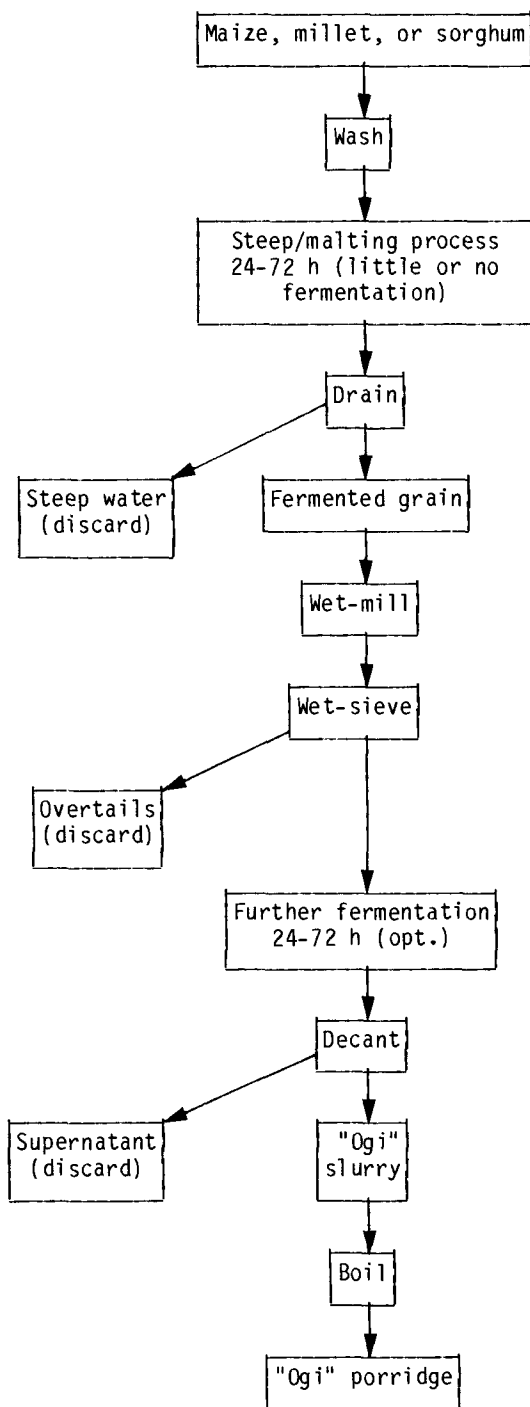 Maize, millet, or sorghum
Wash
Steep/malting process
24-72 h (little or no
fermentation)
Drain
Steep water
(discard)
Fermented grain
Wet-mill
Wet-sieve
Overtails
(discard)
Further fermentation
24-72 h (opt.)
Decant
Supernatant
(discard)
"Ogi"
slurry
Boil
"Ogi" porridge